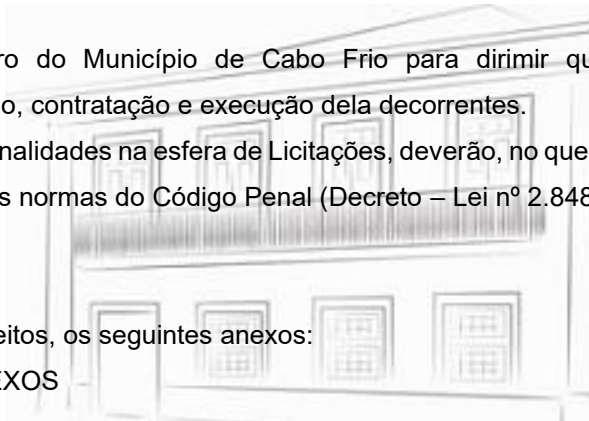 ro do Município de Cabo Frio para dirimir qu
o, contratação e execução dela decorrentes.
nalidades na esfera de Licitações, deverão, no que
s normas do Código Penal (Decreto – Lei nº 2.848
eitos, os seguintes anexos:
EXOS